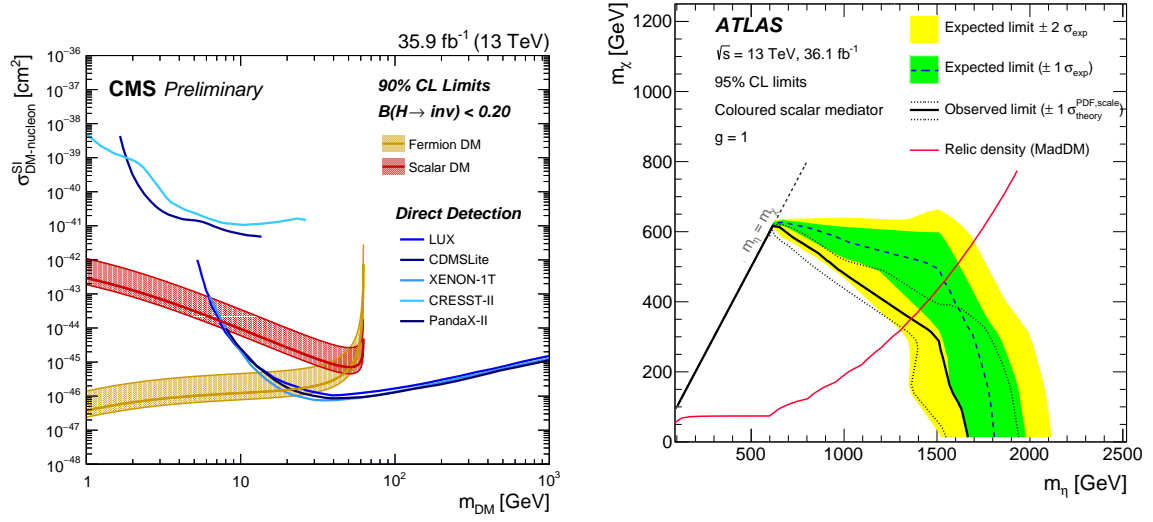 35.9 fb⁻¹ (13 TeV)
CMS Preliminary
90% CL Limits
B(H→ inv) < 0.20
Fermion DM
Scalar DM
Direct Detection
LUX
CDMSLite
XENON-1T
CRESST-II
PandaX-II
σ^SI_DM-nucleon [cm²]
10⁻³⁶
10⁻³⁷
10⁻³⁸
10⁻³⁹
10⁻⁴⁰
10⁻⁴¹
10⁻⁴²
10⁻⁴³
10⁻⁴⁴
10⁻⁴⁵
10⁻⁴⁶
10⁻⁴⁷
10⁻⁴⁸
1 10 10² 10³
m_DM [GeV]
ATLAS
√s = 13 TeV, 36.1 fb⁻¹
95% CL limits
Coloured scalar mediator
g = 1
Expected limit ± 2 σ_exp
Expected limit (± 1 σ_exp)
Observed limit (± 1 σ^PDF,scale_theory)
Relic density (MadDM)
m_η = m_χ
m_χ [GeV]
1200
1000
800
600
400
200
0
500 1000 1500 2000 2500
m_η [GeV]